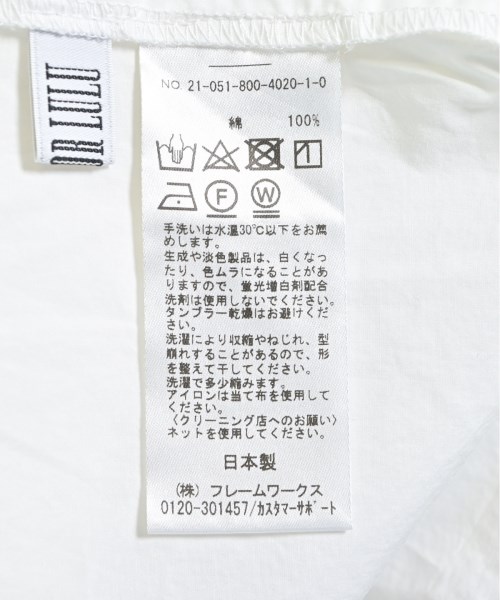 OR LULU
NO. 21-051-800-4020-1-0
綿 100%
F W
手洗いは水温30℃以下をお薦
めします。
生成や淡色製品は、白くなっ
たり、色ムラになることがあ
りますので、蛍光増白剤配合
洗剤は使用しないでください。
タンブラー乾燥はお避けくだ
さい。
洗濯により収縮やねじれ、型
崩れすることがあるので、形
を整えて干してください。
洗濯で多少縮みます。
アイロンは当て布を使用して
ください。
〈クリーニング店へのお願い〉
ネットを使用してください。
日本製
(株) フレームワークス
0120-301457/ｶｽﾀﾏｰｻﾎﾟｰﾄ